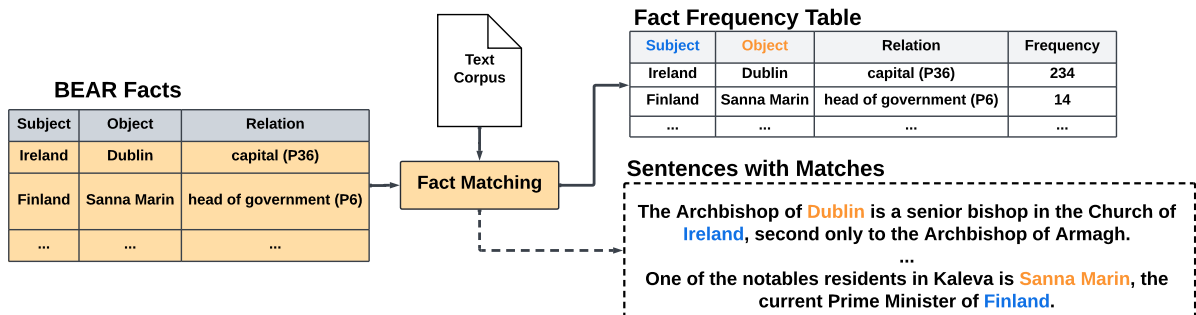 BEAR Facts
Subject Object Relation
Ireland Dublin capital (P36)
Finland Sanna Marin head of government (P6)
... ... ...
Text
Corpus
Fact Matching
Fact Frequency Table
Subject Object Relation Frequency
Ireland Dublin capital (P36) 234
Finland Sanna Marin head of government (P6) 14
... ... ... ...
Sentences with Matches
The Archbishop of Dublin is a senior bishop in the Church of
Ireland, second only to the Archbishop of Armagh.
...
One of the notables residents in Kaleva is Sanna Marin, the
current Prime Minister of Finland.